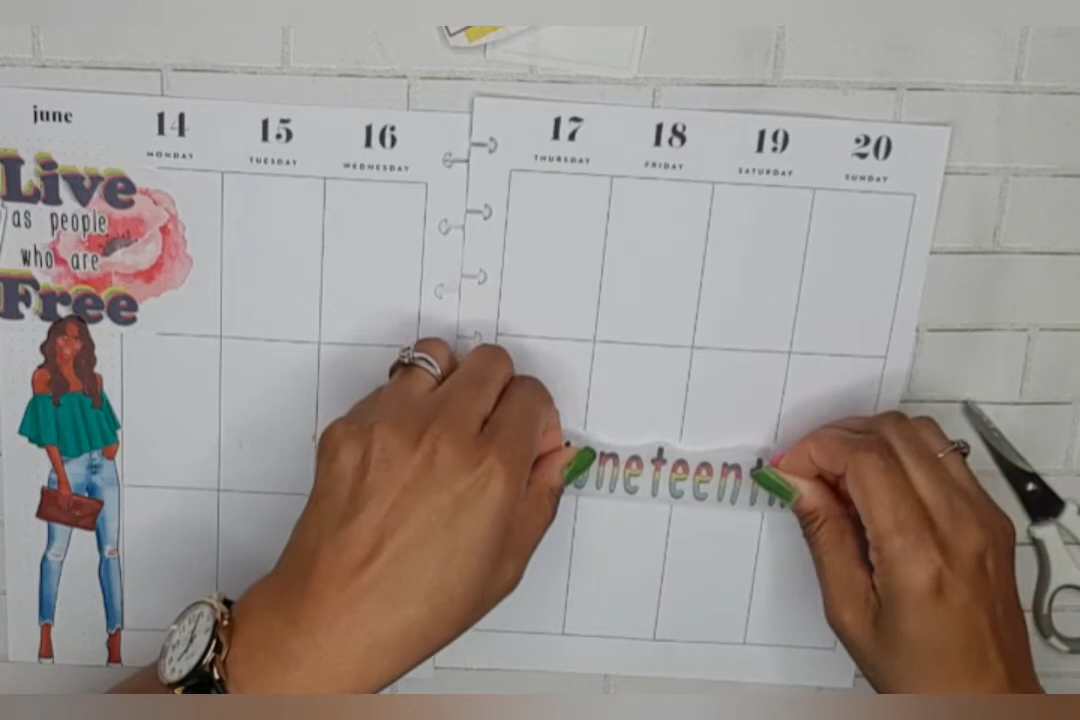 june
14 15 16 17 18 19 20
MONDAY TUESDAY WEDNESDAY THURSDAY FRIDAY SATURDAY SUNDAY
Live
as people
who are
Free
uneteenth